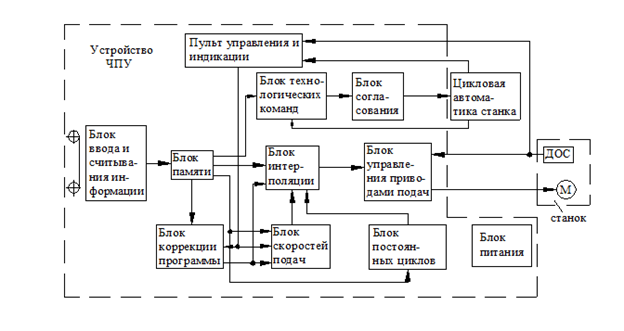 Устройство
ЧПУ
Пульт управления и
индикации
Блок техно-
логических
команд
Блок
согла-
сования
Цикловая
автома-
тика станка
Блок
ввода и
считыва-
ния ин-
формации
Блок
памяти
Блок
интер-
поляции
Блок
управле-
ния приво-
дами подач
ДОС
М
станок
Блок
коррекции
программы
Блок
скоростей
подач
Блок
постоян-
ных циклов
Блок
питания